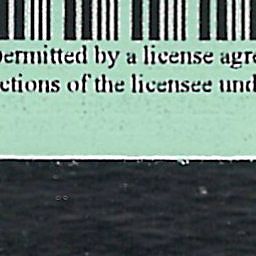 permitted by a license agre
ctions of the licensee und